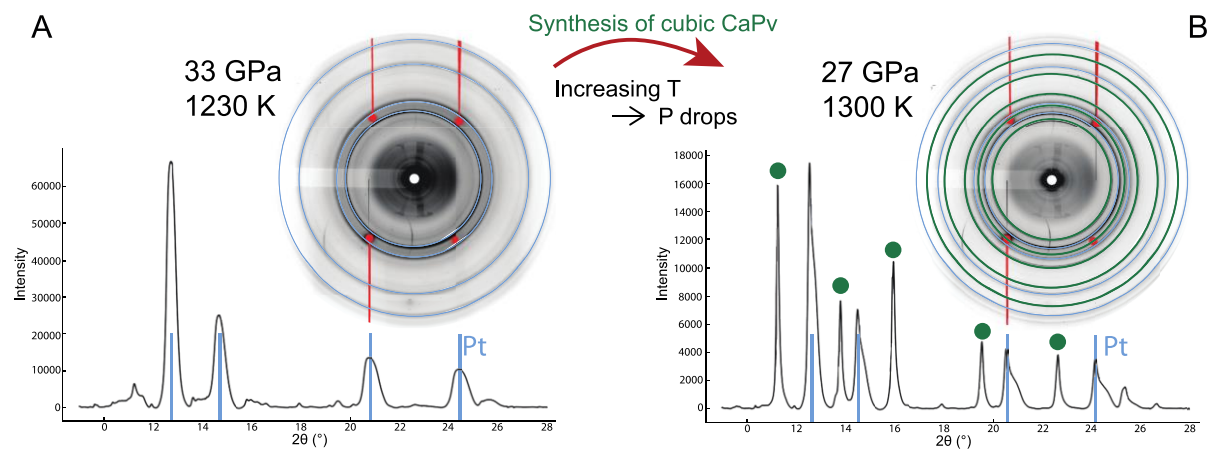 A
33 GPa
1230 K
Synthesis of cubic CaPv
Increasing T
→ P drops
B
27 GPa
1300 K
Intensity
60000
50000
40000
30000
20000
10000
0
Pt
0 12 14 16 18 20 22 24 26 28
2θ (°)
Intensity
18000
16000
14000
12000
10000
8000
6000
4000
2000
0
Pt
0 12 14 16 18 20 22 24 26 28
2θ (°)